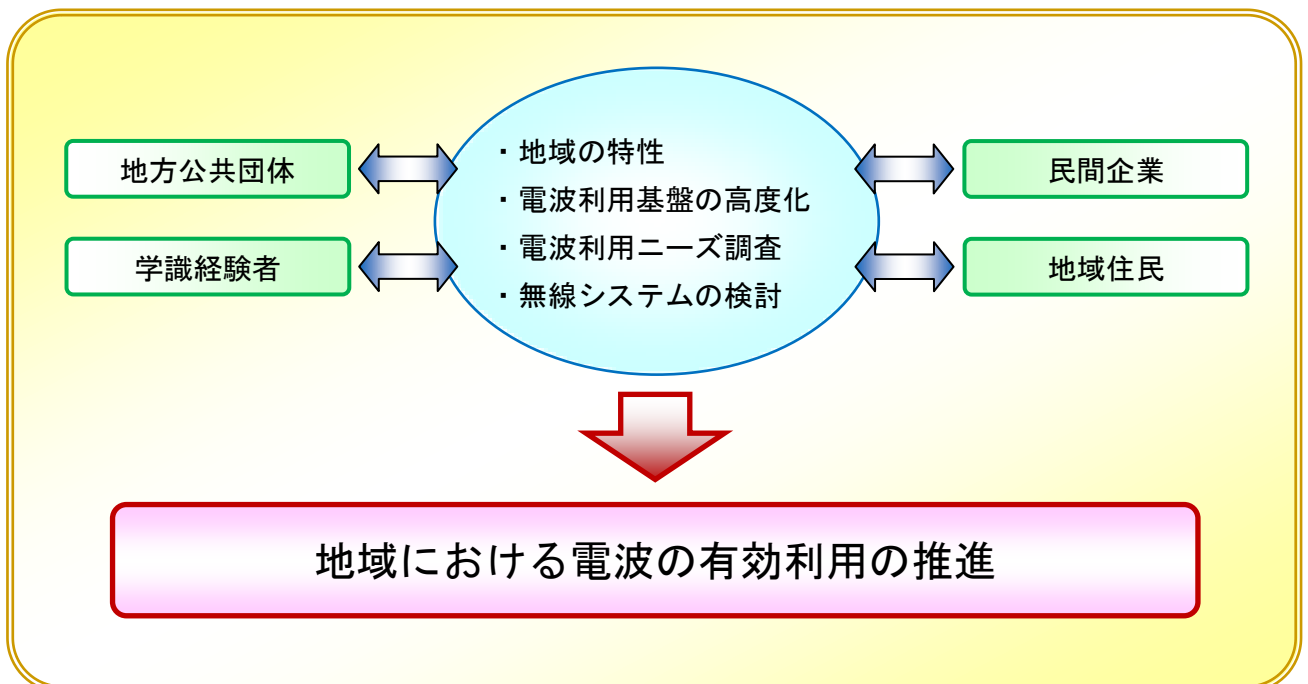 地方公共団体
学識経験者
・地域の特性
・電波利用基盤の高度化
・電波利用ニーズ調査
・無線システムの検討
民間企業
地域住民
地域における電波の有効利用の推進